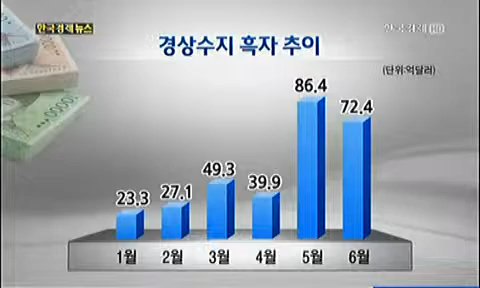 한국경제뉴스
한국경제 HD
경상수지 흑자 추이
(단위:억달러)
86.4
72.4
49.3
39.9
27.1
23.3
1월 2월 3월 4월 5월 6월